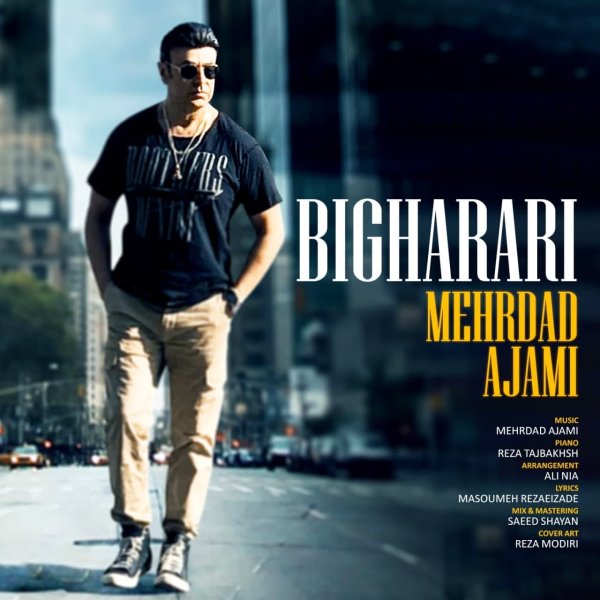 BROTHERS
BIGHARARI
MEHRDAD
AJAMI
MUSIC
MEHRDAD AJAMI
PIANO
REZA TAJBAKHSH
ARRANGEMENT
ALI NIA
LYRICS
MASOUMEH REZAEIZADE
MIX & MASTERING
SAEED SHAYAN
COVER ART
REZA MODIRI